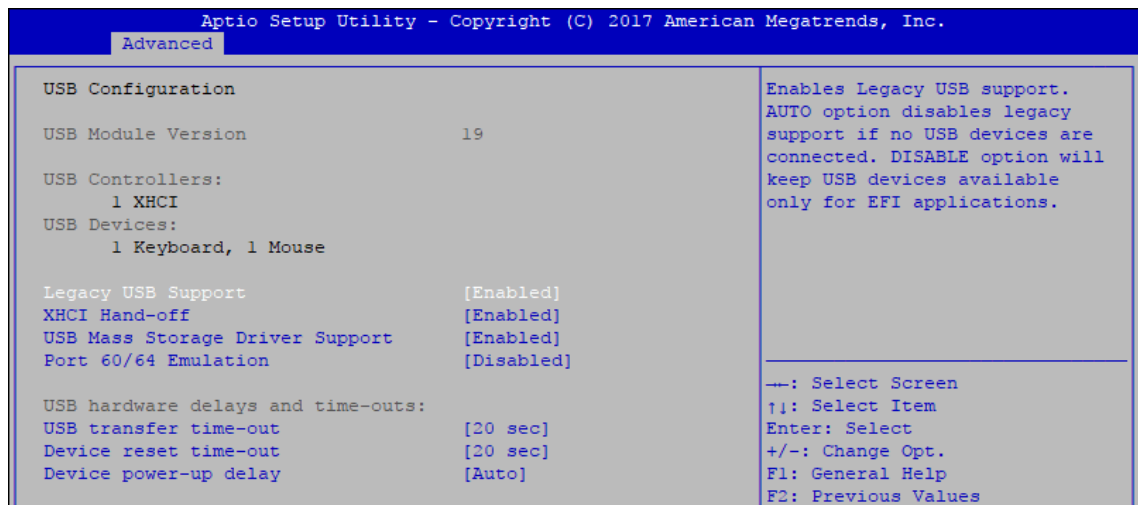 Aptio Setup Utility - Copyright (C) 2017 American Megatrends, Inc.
Advanced
USB Configuration
USB Module Version 19
USB Controllers:
1 XHCI
USB Devices:
1 Keyboard, 1 Mouse
Legacy USB Support [Enabled]
XHCI Hand-off [Enabled]
USB Mass Storage Driver Support [Enabled]
Port 60/64 Emulation [Disabled]
USB hardware delays and time-outs:
USB transfer time-out [20 sec]
Device reset time-out [20 sec]
Device power-up delay [Auto]
Enables Legacy USB support.
AUTO option disables legacy
support if no USB devices are
connected. DISABLE option will
keep USB devices available
only for EFI applications.
→←: Select Screen
↑↓: Select Item
Enter: Select
+/-: Change Opt.
F1: General Help
F2: Previous Values